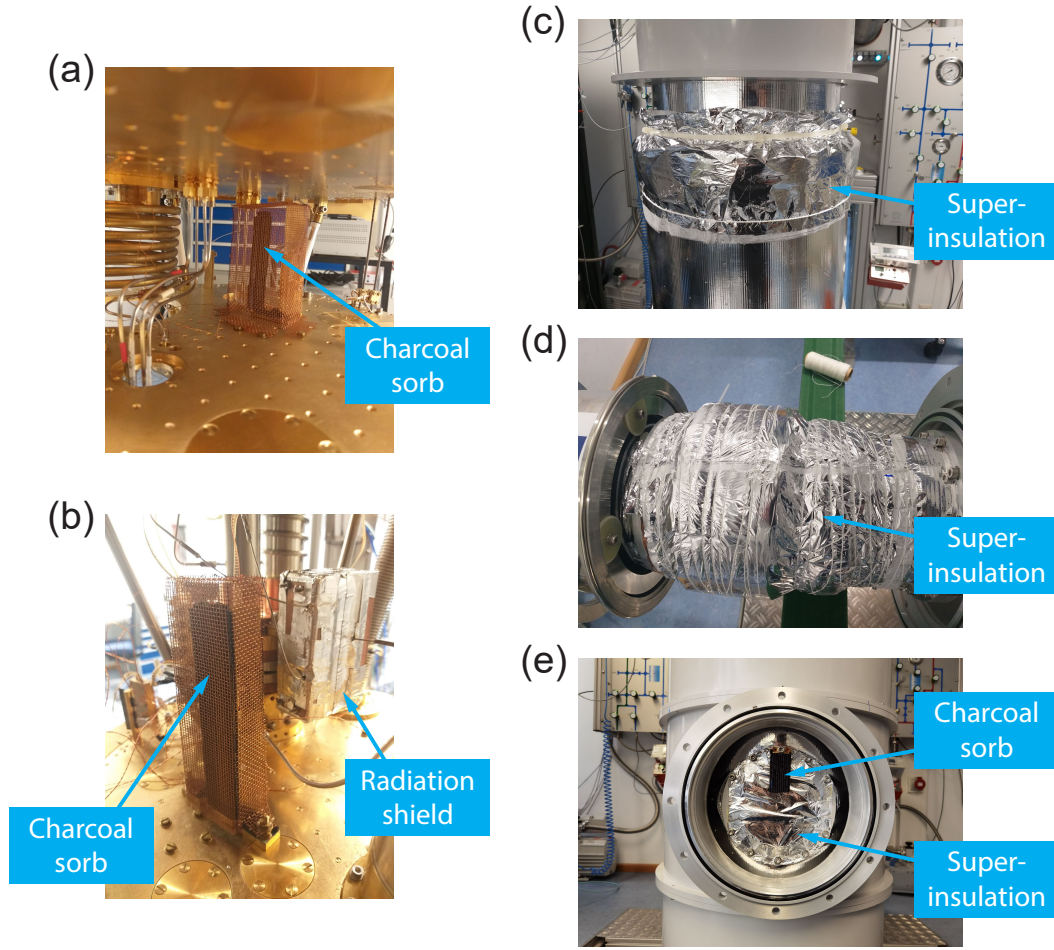 (a)
Charcoal
sorb
(b)
Charcoal
sorb
Radiation
shield
(c)
Super-
insulation
(d)
Super-
insulation
(e)
Charcoal
sorb
Super-
insulation